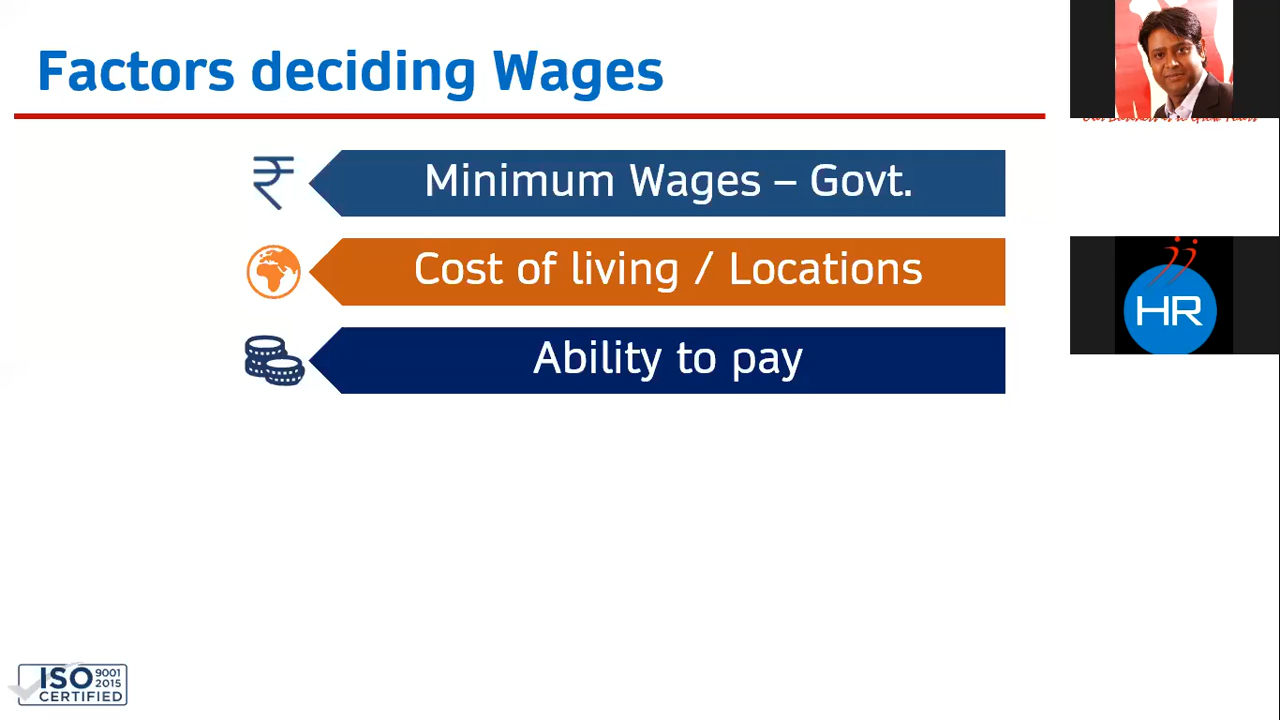 Factors deciding Wages
₹
Minimum Wages – Govt.
Cost of living / Locations
Ability to pay
HR
ISO 9001
2015
CERTIFIED